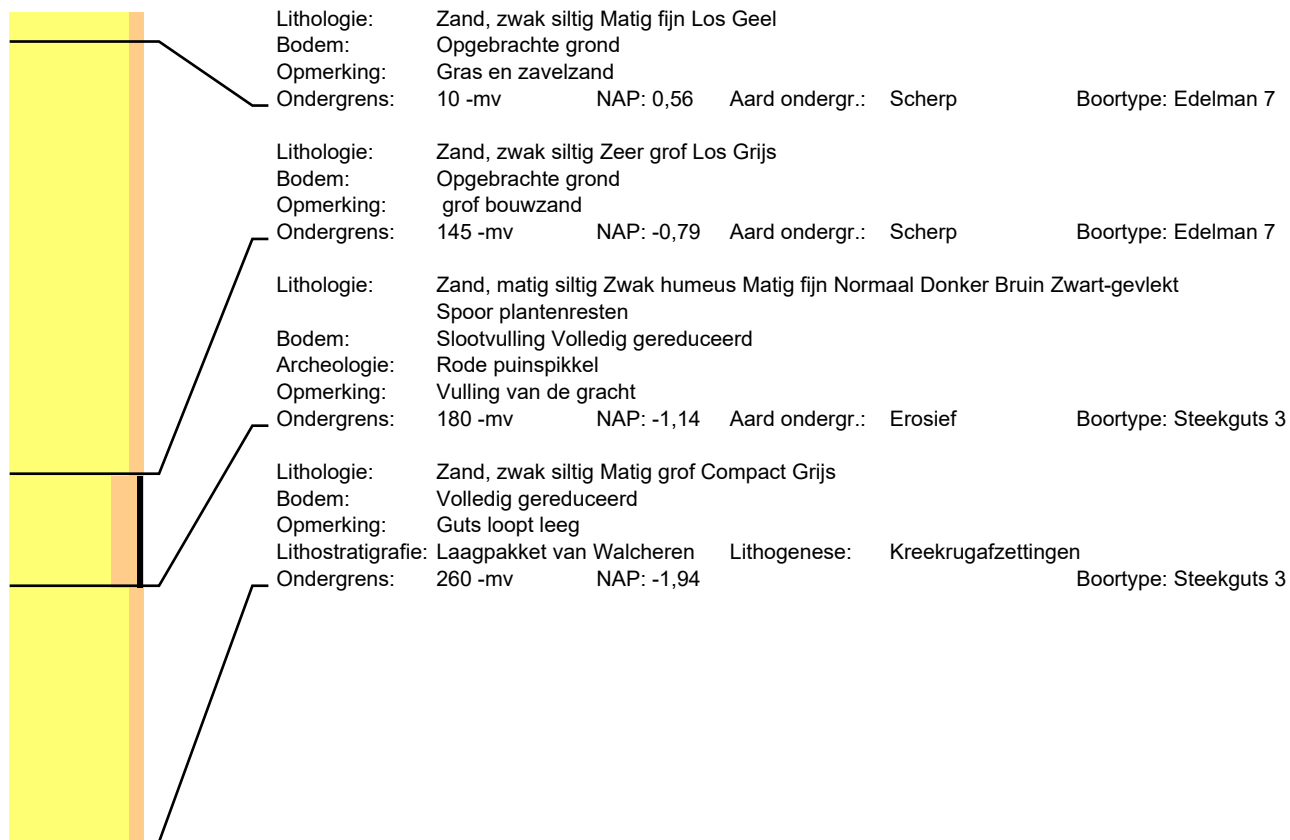 Lithologie: Zand, zwak siltig Matig fijn Los Geel
Bodem: Opgebrachte grond
Opmerking: Gras en zavelzand
Ondergrens: 10 -mv NAP: 0,56 Aard ondergr.: Scherp Boortype: Edelman 7
Lithologie: Zand, zwak siltig Zeer grof Los Grijs
Bodem: Opgebrachte grond
Opmerking: grof bouwzand
Ondergrens: 145 -mv NAP: -0,79 Aard ondergr.: Scherp Boortype: Edelman 7
Lithologie: Zand, matig siltig Zwak humeus Matig fijn Normaal Donker Bruin Zwart-gevlekt
Spoor plantenresten
Bodem: Slootvulling Volledig gereduceerd
Archeologie: Rode puinspikkel
Opmerking: Vulling van de gracht
Ondergrens: 180 -mv NAP: -1,14 Aard ondergr.: Erosief Boortype: Steekguts 3
Lithologie: Zand, zwak siltig Matig grof Compact Grijs
Bodem: Volledig gereduceerd
Opmerking: Guts loopt leeg
Lithostratigrafie: Laagpakket van Walcheren Lithogenese: Kreekrugafzettingen
Ondergrens: 260 -mv NAP: -1,94 Boortype: Steekguts 3